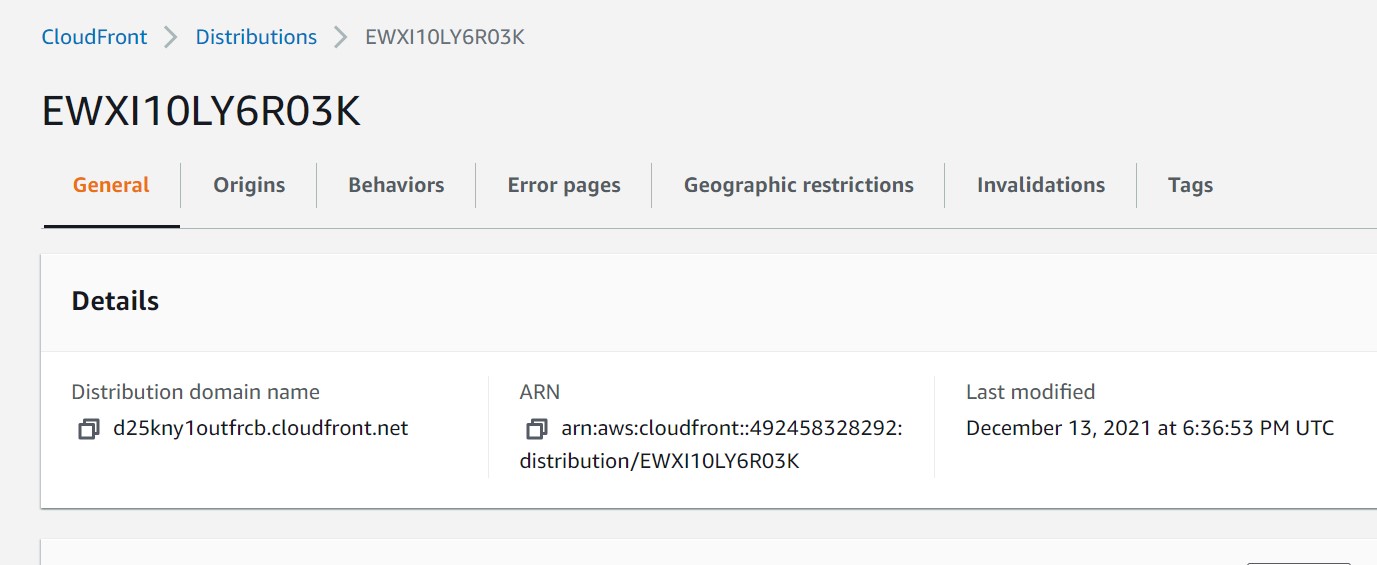 CloudFront Distributions EWXI10LY6R03K
EWXI10LY6R03K
General Origins Behaviors Error pages Geographic restrictions Invalidations Tags
Details
Distribution domain name
d25kny1outfrcb.cloudfront.net
ARN
arn:aws:cloudfront::492458328292:
distribution/EWXI10LY6R03K
Last modified
December 13, 2021 at 6:36:53 PM UTC